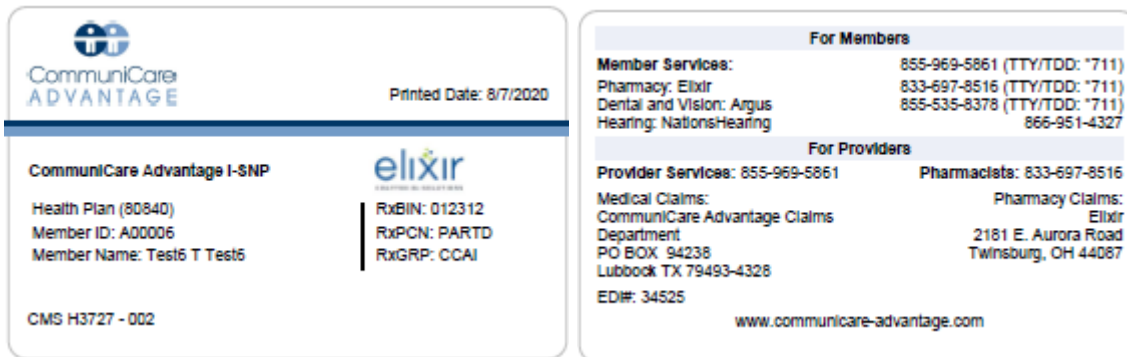 CommuniCare
ADVANTAGE
Printed Date: 8/7/2020
CommuniCare Advantage I-SNP
elixir
Health Plan (80840)
Member ID: A00006
Member Name: Test6 T Test6
RxBIN: 012312
RxPCN: PARTD
RxGRP: CCAI
CMS H3727 - 002
For Members
Member Services: 855-969-5861 (TTY/TDD: *711)
Pharmacy: Elixir 833-697-8516 (TTY/TDD: *711)
Dental and Vision: Argus 855-535-8378 (TTY/TDD: *711)
Hearing: NationsHearing 866-951-4327
For Providers
Provider Services: 855-969-5861 Pharmacists: 833-697-8516
Medical Claims:
CommuniCare Advantage Claims
Department
PO BOX 94238
Lubbock TX 79493-4328
EDI#: 34525
Pharmacy Claims:
Elixir
2181 E. Aurora Road
Twinsburg, OH 44087
www.communicare-advantage.com